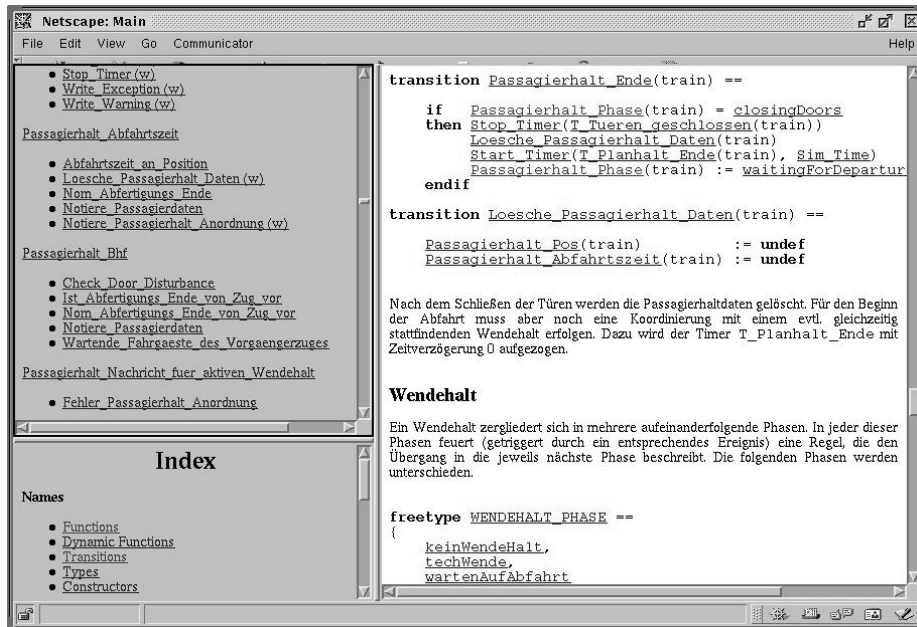 Netscape: Main
File Edit View Go Communicator Help
Stop_Timer (w)
Write_Exception (w)
Write_Warning (w)
Passagierhalt_Abfahrtszeit
Abfahrtszeit_an_Position
Loesche_Passagierhalt_Daten (w)
Nom_Abfertigungs_Ende
Notiere_Passagierdaten
Notiere_Passagierhalt_Anordnung (w)
Passagierhalt_Bhf
Check_Door_Disturbance
Ist_Abfertigungs_Ende_von_Zug_vor
Nom_Abfertigungs_Ende_von_Zug_vor
Notiere_Passagierdaten
Wartende_Fahrgaeste_des_Vorgaengerzuges
Passagierhalt_Nachricht_fuer_aktiven_Wendehalt
Fehler_Passagierhalt_Anordnung
Index
Names
Functions
Dynamic Functions
Transitions
Types
Constructors
transition Passagierhalt_Ende(train) ==
if Passagierhalt_Phase(train) = closingDoors
then Stop_Timer(T_Tueren_geschlossen(train))
Loesche_Passagierhalt_Daten(train)
Start_Timer(T_Planhalt_Ende(train), Sim_Time)
Passagierhalt_Phase(train) := waitingForDepartur
endif
transition Loesche_Passagierhalt_Daten(train) ==
Passagierhalt_Pos(train) := undef
Passagierhalt_Abfahrtszeit(train) := undef
Nach dem Schließen der Türen werden die Passagierhaltdaten gelöscht. Für den Beginn
der Abfahrt muss aber noch eine Koordinierung mit einem evtl. gleichzeitig
stattfindenden Wendehalt erfolgen. Dazu wird der Timer T_Planhalt_Ende mit
Zeitverzögerung 0 aufgezogen.
Wendehalt
Ein Wendehalt zergliedert sich in mehrere aufeinanderfolgende Phasen. In jeder dieser
Phasen feuert (getriggert durch ein entsprechendes Ereignis) eine Regel, die den
Übergang in die jeweils nächste Phase beschreibt. Die folgenden Phasen werden
unterschieden.
freetype WENDEHALT_PHASE ==
{
keinWendeHalt,
techWende,
wartenAufAbfahrt